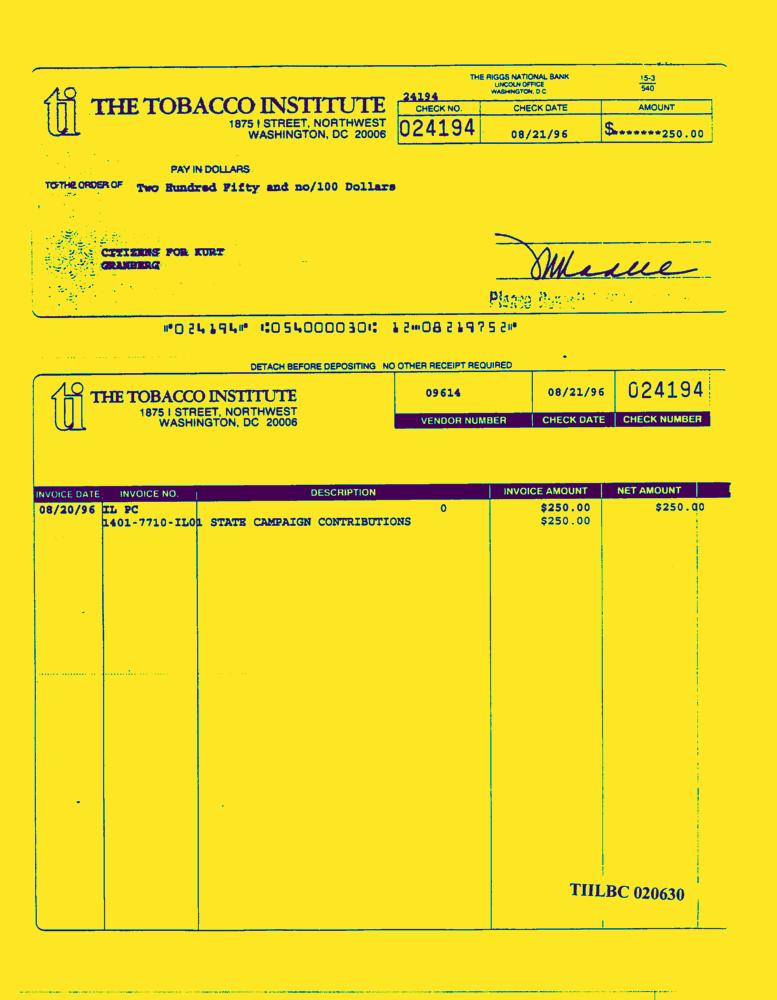 THE RIGGS NATIONAL BANK
LINCOLN OFFICE
WASHINGTON, D C
15-3
540
ti THE TOBACCO INSTITUTE
1875 I STREET, NORTHWEST
WASHINGTON, DC 20006
24194
CHECK NO. CHECK DATE AMOUNT
024194 08/21/96 $*******250.00
PAY IN DOLLARS
TO THE ORDER OF Two Hundred Fifty and no/100 Dollars
CITIZENS FOR KURT
GRANBERG
⑈024194⑈ ⑆054000030⑆ 12⑉08219752⑈
DETACH BEFORE DEPOSITING NO OTHER RECEIPT REQUIRED
ti THE TOBACCO INSTITUTE
1875 I STREET, NORTHWEST
WASHINGTON, DC 20006
09614 08/21/96 024194
VENDOR NUMBER CHECK DATE CHECK NUMBER
INVOICE DATE INVOICE NO. DESCRIPTION INVOICE AMOUNT NET AMOUNT
08/20/96 IL PC 0 $250.00 $250.00
1401-7710-IL01 STATE CAMPAIGN CONTRIBUTIONS $250.00
TIILBC 020630